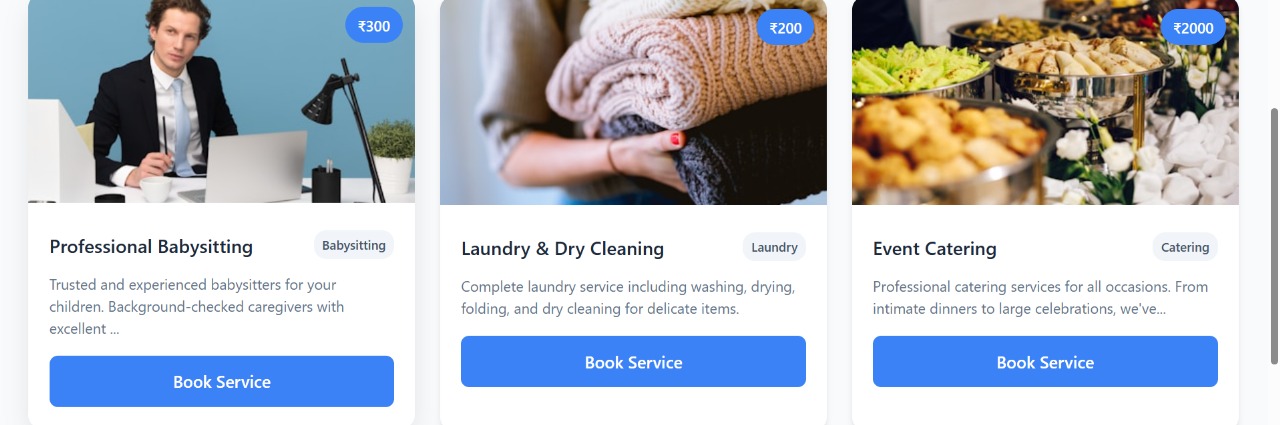 ₹300
Professional Babysitting
Babysitting
Trusted and experienced babysitters for your
children. Background-checked caregivers with
excellent ...
Book Service
₹200
Laundry & Dry Cleaning
Laundry
Complete laundry service including washing, drying,
folding, and dry cleaning for delicate items.
Book Service
₹2000
Event Catering
Catering
Professional catering services for all occasions. From
intimate dinners to large celebrations, we've...
Book Service